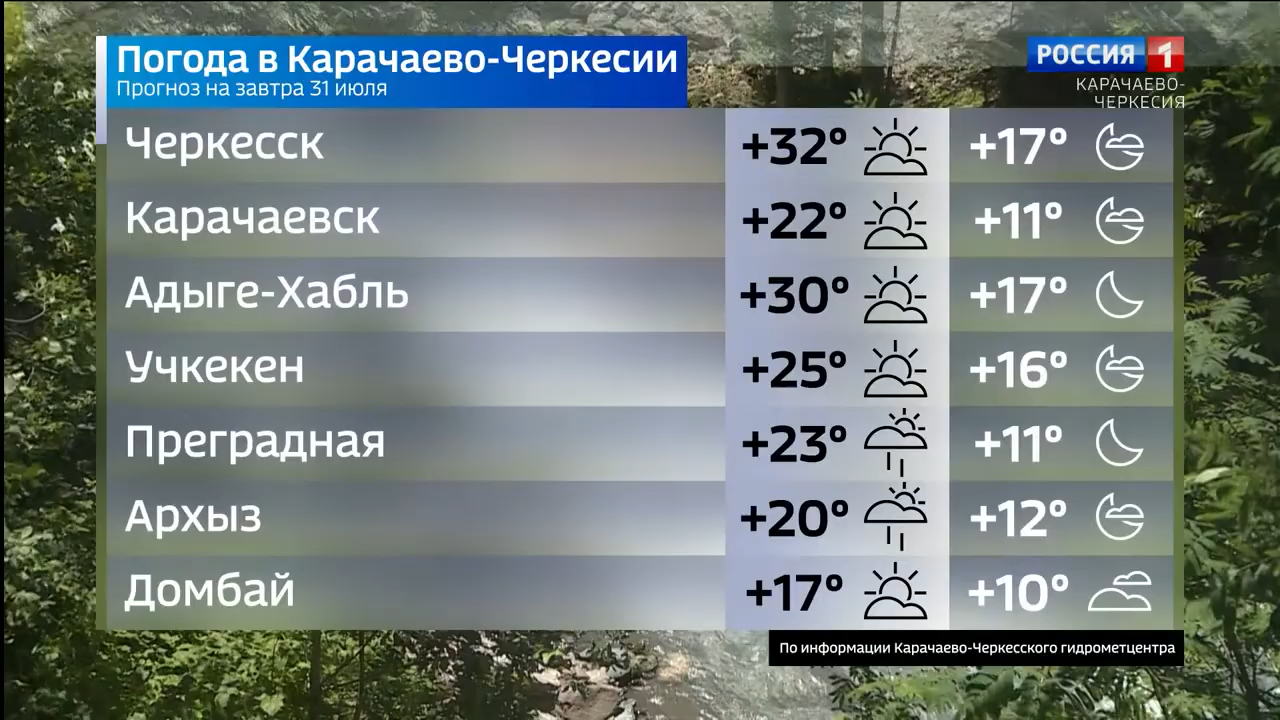 Погода в Карачаево-Черкесии
Прогноз на завтра 31 июля
РОССИЯ 1
КАРАЧАЕВО-
ЧЕРКЕСИЯ
Черкесск +32° +17°
Карачаевск +22° +11°
Адыге-Хабль +30° +17°
Учкекен +25° +16°
Преградная +23° +11°
Архыз +20° +12°
Домбай +17° +10°
По информации Карачаево-Черкесского гидрометцентра